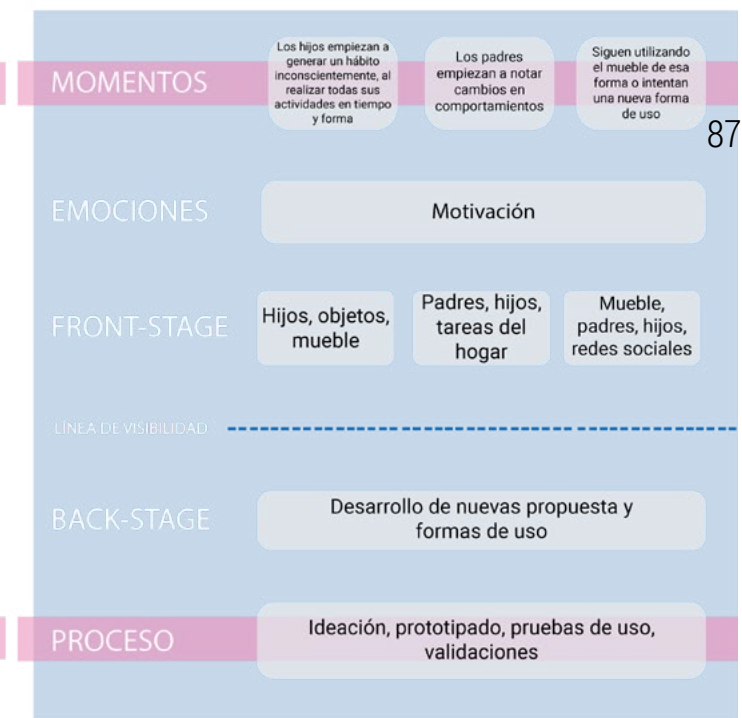 MOMENTOS
Los hijos empiezan a
generar un hábito
inconscientemente, al
realizar todas sus
actividades en tiempo
y forma
Los padres
empiezan a notar
cambios en
comportamientos
Siguen utilizando
el mueble de esa
forma o intentan
una nueva forma
de uso
87
EMOCIONES
Motivación
FRONT-STAGE
Hijos, objetos,
mueble
Padres, hijos,
tareas del
hogar
Mueble,
padres, hijos,
redes sociales
LÍNEA DE VISIBILIDAD
BACK-STAGE
Desarrollo de nuevas propuesta y
formas de uso
PROCESO
Ideación, prototipado, pruebas de uso,
validaciones